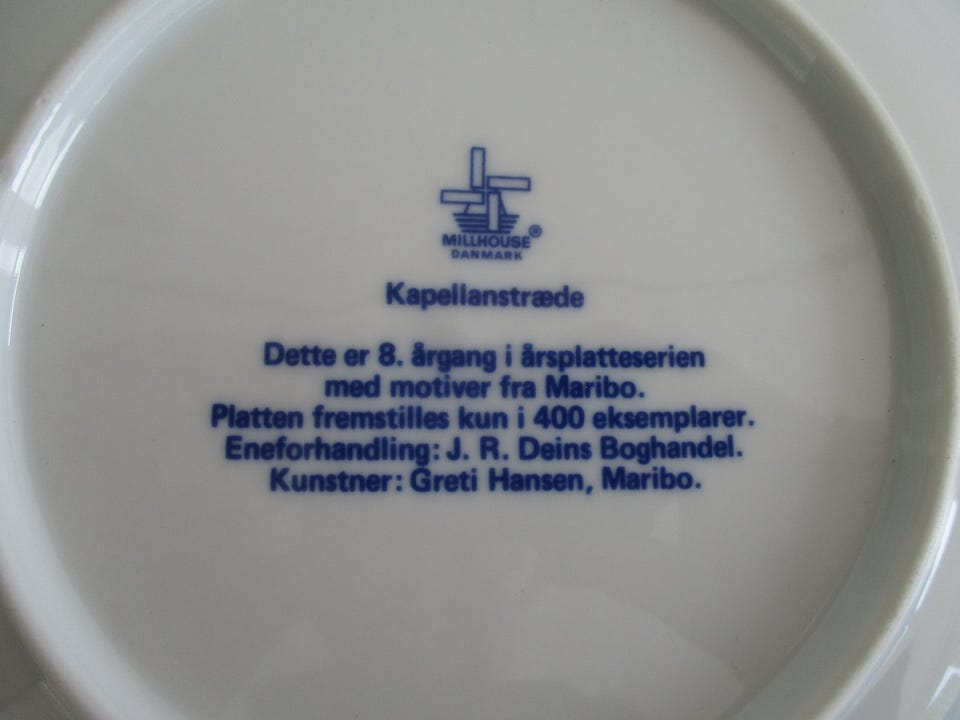 MILLHOUSE ®
DANMARK
Kapellanstræde
Dette er 8. årgang i årsplatteserien
med motiver fra Maribo.
Platten fremstilles kun i 400 eksemplarer.
Eneforhandling: J. R. Deins Boghandel.
Kunstner: Greti Hansen, Maribo.